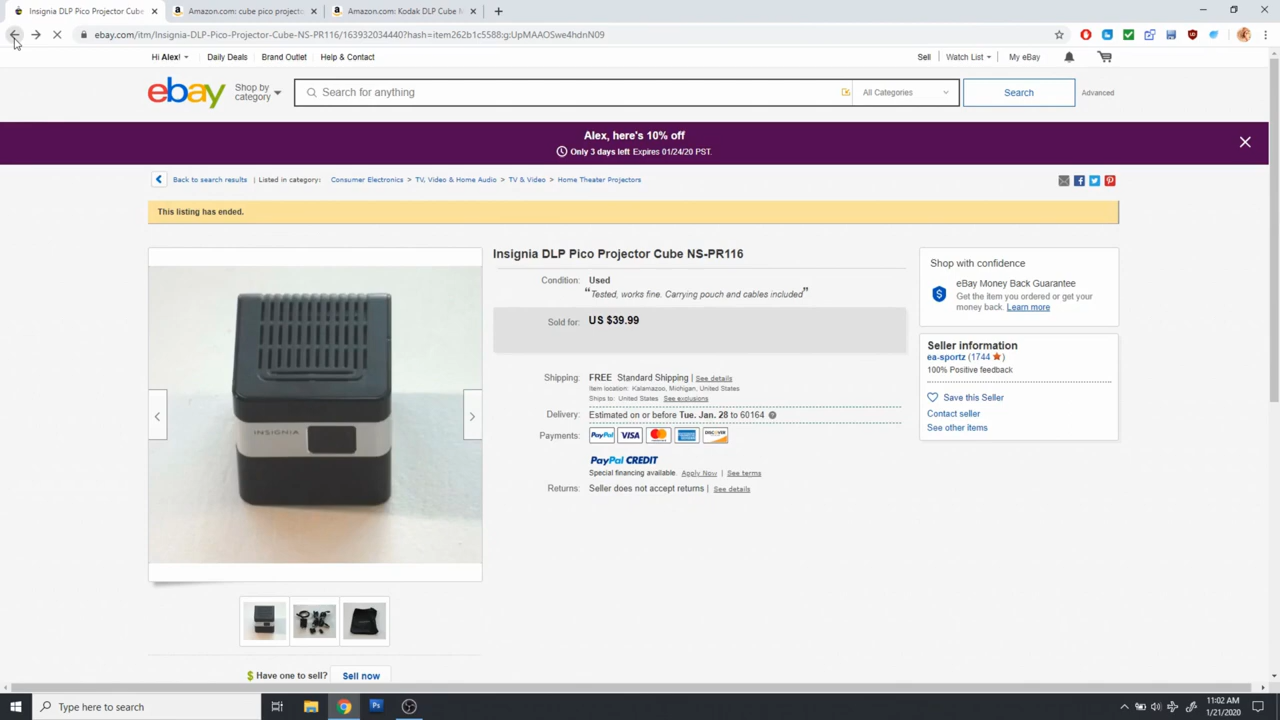 Insignia DLP Pico Projector Cube
Amazon.com: cube pico projecto
Amazon.com: Kodak DLP Cube M
ebay.com/itm/Insignia-DLP-Pico-Projector-Cube-NS-PR116/163932034440?hash=item262b1c5588:g:UpMAAOSwe4hdnN09
Hi Alex! Daily Deals Brand Outlet Help & Contact Sell Watch List My eBay
ebay Shop by category Search for anything All Categories Search Advanced
Alex, here's 10% off
Only 3 days left Expires 01/24/20 PST.
Back to search results | Listed in category: Consumer Electronics > TV, Video & Home Audio > TV & Video > Home Theater Projectors
This listing has ended.
Insignia DLP Pico Projector Cube NS-PR116
Condition: Used
“Tested, works fine. Carrying pouch and cables included”
Sold for: US $39.99
Shipping: FREE Standard Shipping | See details
Item location: Kalamazoo, Michigan, United States
Ships to: United States See exclusions
Delivery: Estimated on or before Tue. Jan. 28 to 60164
Payments: PayPal VISA
PayPal CREDIT
Special financing available. Apply Now | See terms
Returns: Seller does not accept returns | See details
Shop with confidence
eBay Money Back Guarantee
Get the item you ordered or get your
money back. Learn more
Seller information
ea-sportz (1744 )
100% Positive feedback
Save this Seller
Contact seller
See other items
INSIGNIA
$ Have one to sell? Sell now
Type here to search
Ps
11:02 AM
1/21/2020